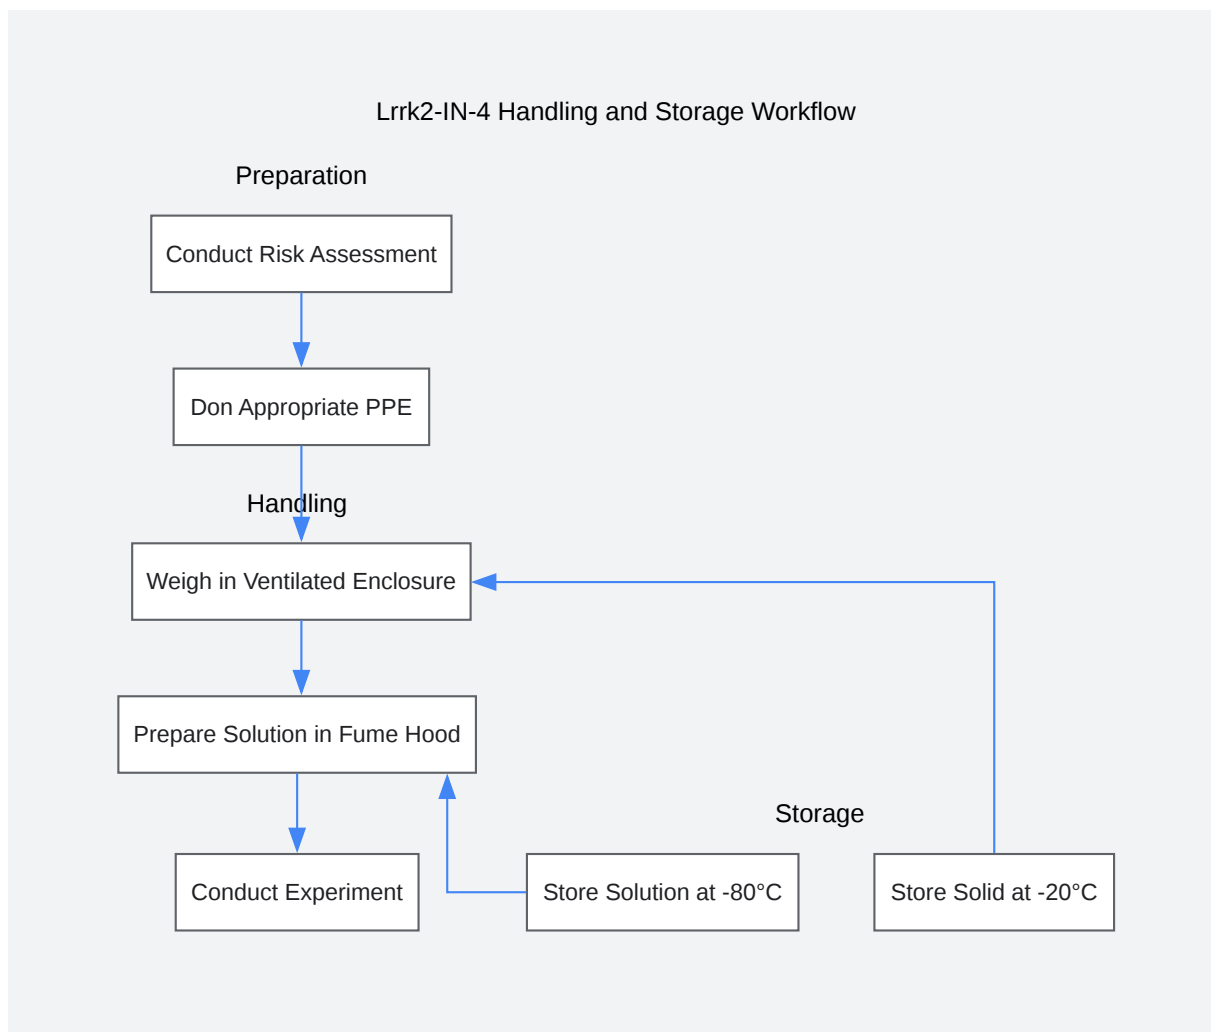 Lrrk2-IN-4 Handling and Storage Workflow
Preparation
Conduct Risk Assessment
Don Appropriate PPE
Handling
Weigh in Ventilated Enclosure
Prepare Solution in Fume Hood
Storage
Conduct Experiment
Store Solution at -80°C
Store Solid at -20°C